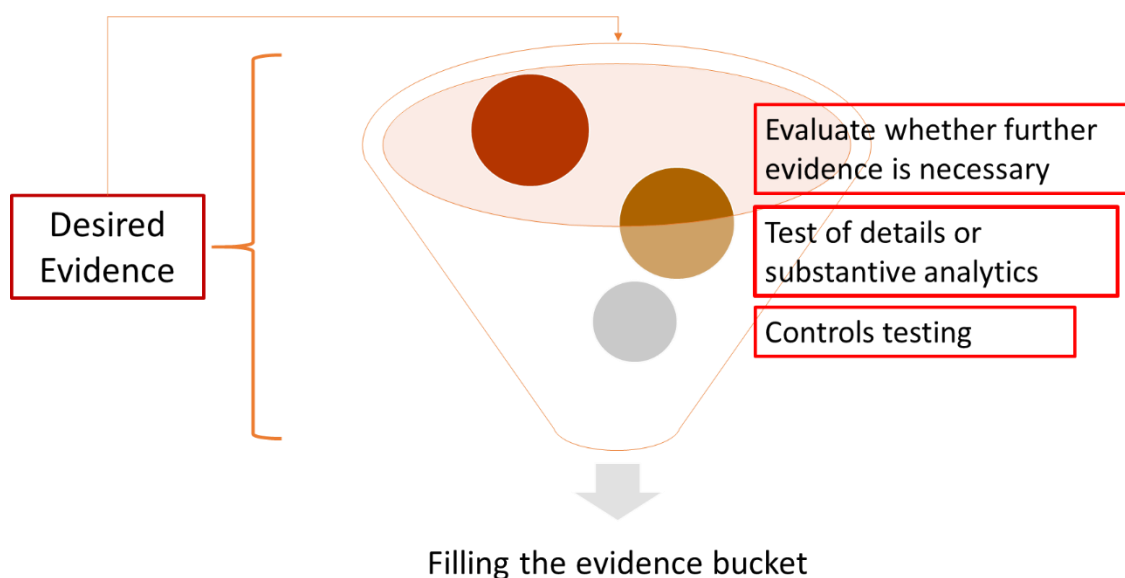 Desired
Evidence
Evaluate whether further
evidence is necessary
Test of details or
substantive analytics
Controls testing
Filling the evidence bucket